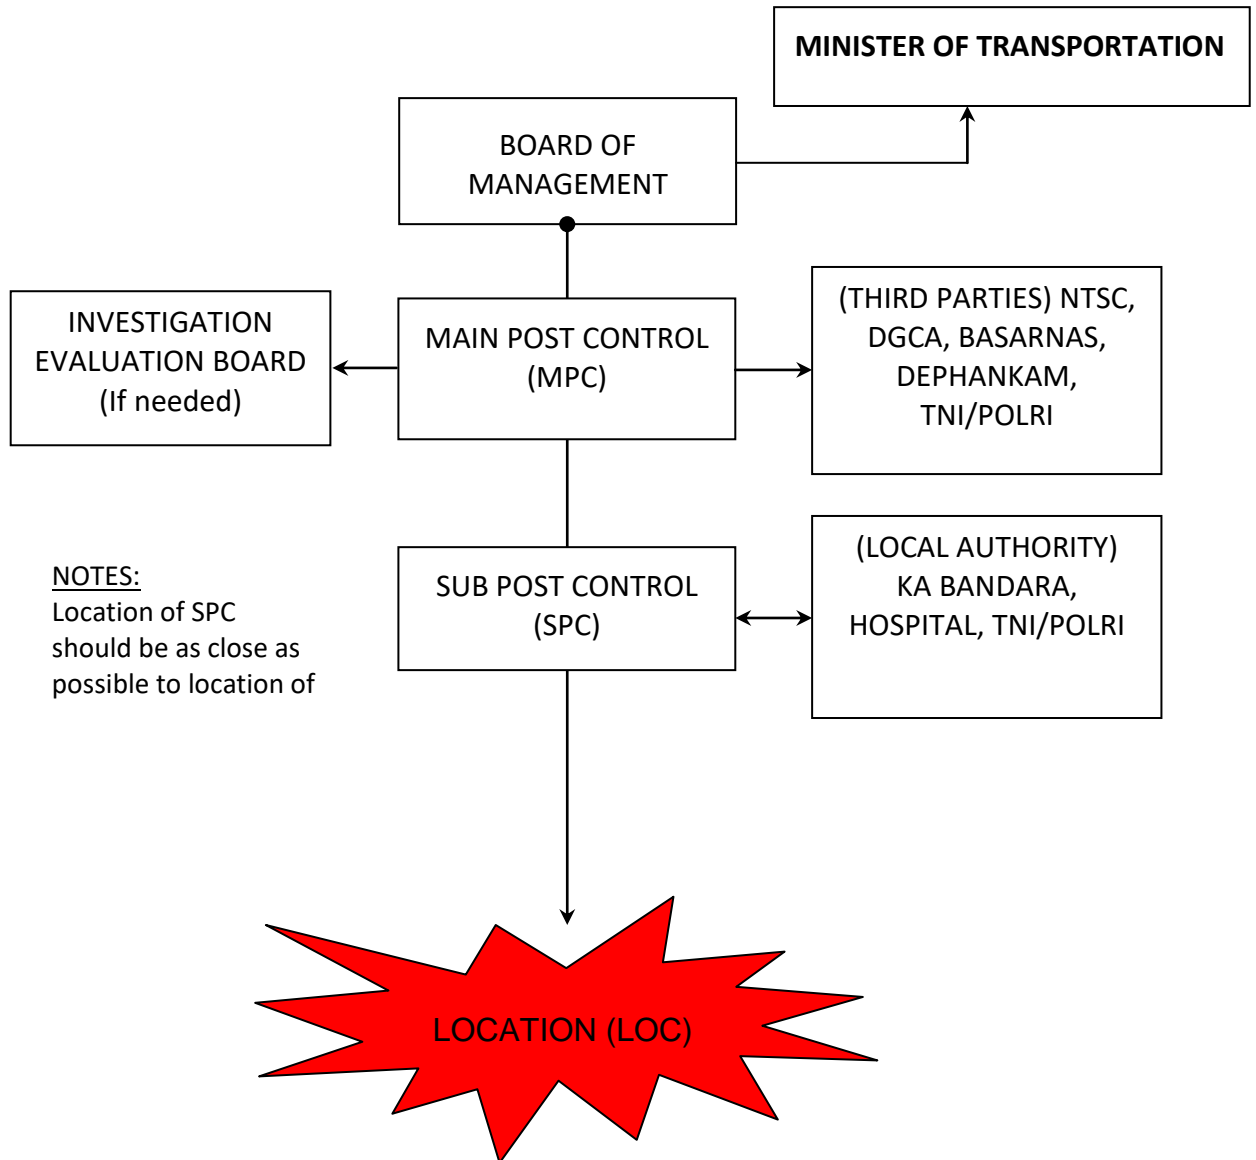 MINISTER OF TRANSPORTATION
BOARD OF
MANAGEMENT
INVESTIGATION
EVALUATION BOARD
(If needed)
MAIN POST CONTROL
(MPC)
(THIRD PARTIES) NTSC,
DGCA, BASARNAS,
DEPHANKAM,
TNI/POLRI
NOTES:
Location of SPC
should be as close as
possible to location of
SUB POST CONTROL
(SPC)
(LOCAL AUTHORITY)
KA BANDARA,
HOSPITAL, TNI/POLRI
LOCATION (LOC)